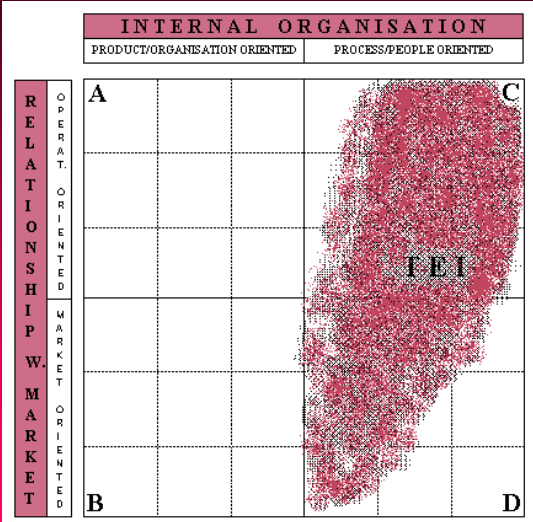 INTERNAL ORGANISATION
PRODUCT/ORGANISATION ORIENTED PROCESS/PEOPLE ORIENTED
RELATIONSHIP W. MARKET
OPERAT. ORIENTED
MARKET ORIENTED
A C
TEI
B D